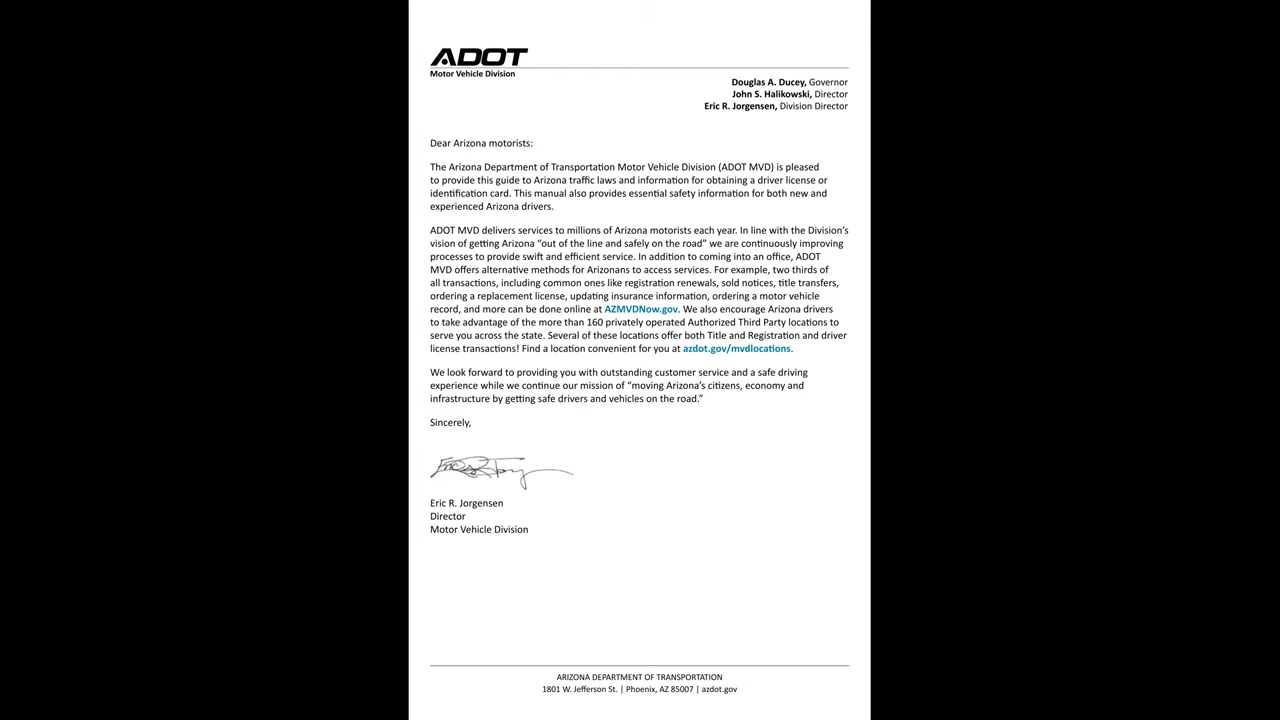 ADOT
Motor Vehicle Division
Douglas A. Ducey, Governor
John S. Halikowski, Director
Eric R. Jorgensen, Division Director
Dear Arizona motorists:
The Arizona Department of Transportation Motor Vehicle Division (ADOT MVD) is pleased
to provide this guide to Arizona traffic laws and information for obtaining a driver license or
identification card. This manual also provides essential safety information for both new and
experienced Arizona drivers.
ADOT MVD delivers services to millions of Arizona motorists each year. In line with the Division’s
vision of getting Arizona “out of the line and safely on the road” we are continuously improving
processes to provide swift and efficient service. In addition to coming into an office, ADOT
MVD offers alternative methods for Arizonans to access services. For example, two thirds of
all transactions, including common ones like registration renewals, sold notices, title transfers,
ordering a replacement license, updating insurance information, ordering a motor vehicle
record, and more can be done online at AZMVDNow.gov. We also encourage Arizona drivers
to take advantage of the more than 160 privately operated Authorized Third Party locations to
serve you across the state. Several of these locations offer both Title and Registration and driver
license transactions! Find a location convenient for you at azdot.gov/mvdlocations.
We look forward to providing you with outstanding customer service and a safe driving
experience while we continue our mission of “moving Arizona’s citizens, economy and
infrastructure by getting safe drivers and vehicles on the road.”
Sincerely,
Eric R. Jorgensen
Director
Motor Vehicle Division
ARIZONA DEPARTMENT OF TRANSPORTATION
1801 W. Jefferson St. | Phoenix, AZ 85007 | azdot.gov